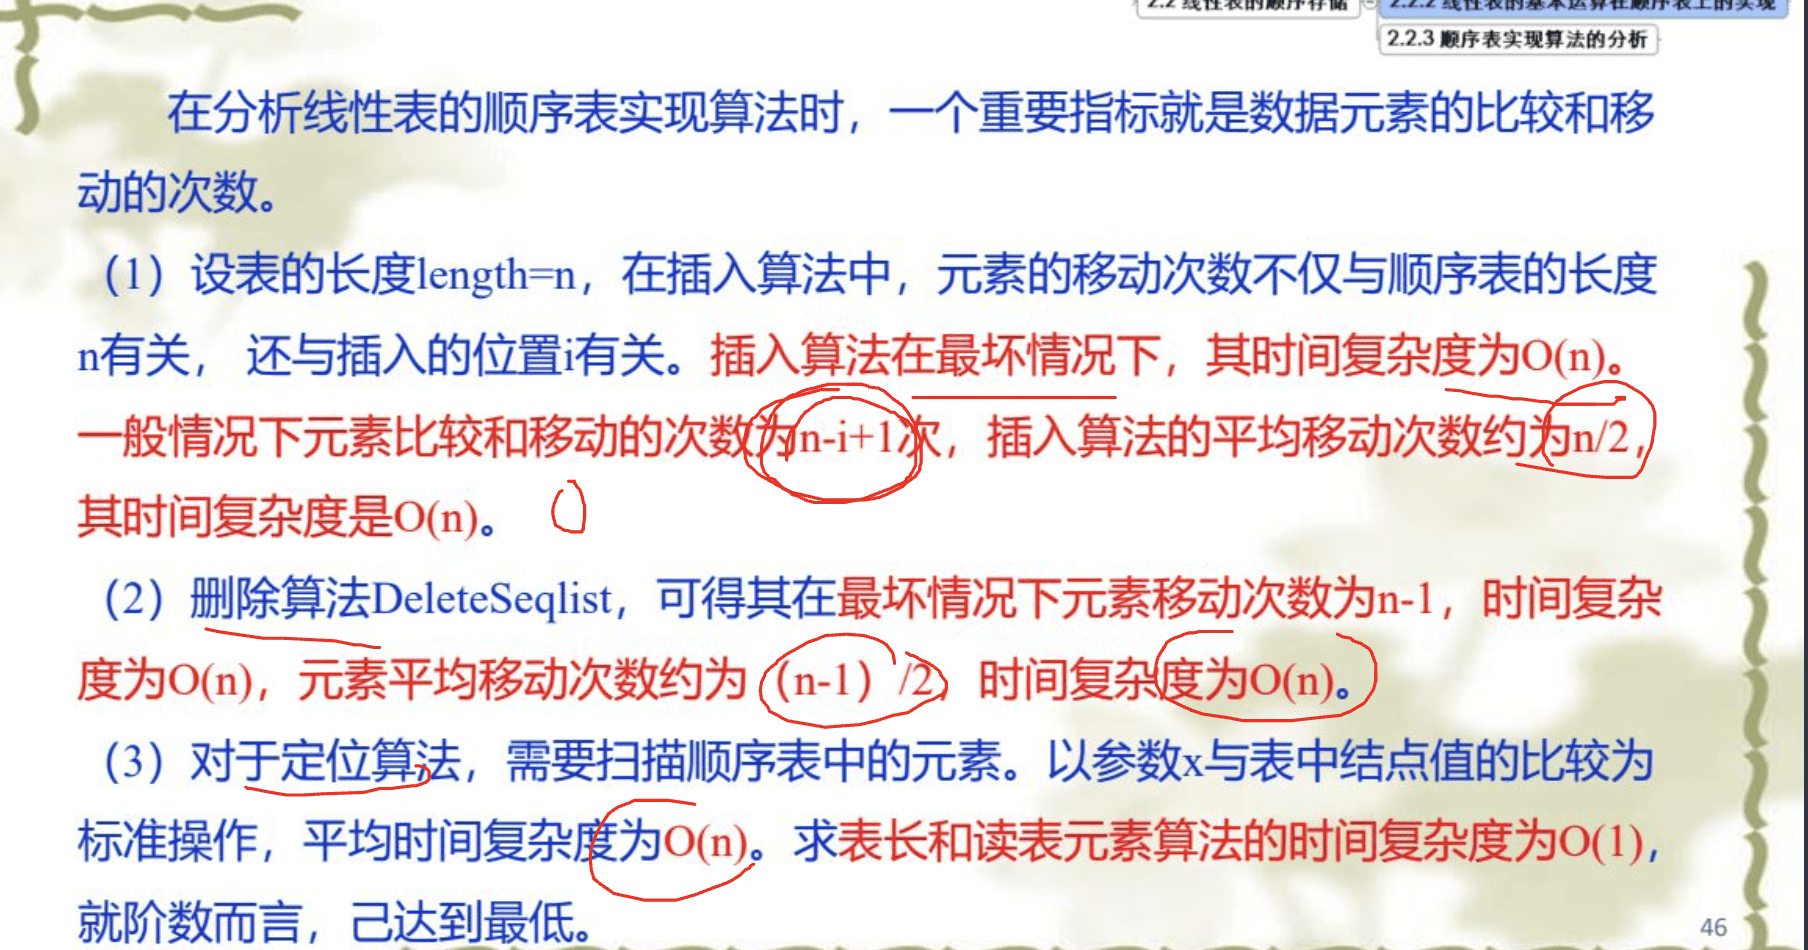 2.2 线性表的顺序存储
2.2.2 线性表的基本运算在顺序表上的实现
2.2.3 顺序表实现算法的分析
在分析线性表的顺序表实现算法时，一个重要指标就是数据元素的比较和移
动的次数。
（1）设表的长度length=n，在插入算法中，元素的移动次数不仅与顺序表的长度
n有关， 还与插入的位置i有关。插入算法在最坏情况下，其时间复杂度为O(n)。
一般情况下元素比较和移动的次数为n-i+1次，插入算法的平均移动次数约为n/2，
其时间复杂度是O(n)。
（2）删除算法DeleteSeqlist，可得其在最坏情况下元素移动次数为n-1，时间复杂
度为O(n)，元素平均移动次数约为（n-1）/2，时间复杂度为O(n)。
（3）对于定位算法，需要扫描顺序表中的元素。以参数x与表中结点值的比较为
标准操作，平均时间复杂度为O(n)。求表长和读表元素算法的时间复杂度为O(1)，
就阶数而言，己达到最低。
46